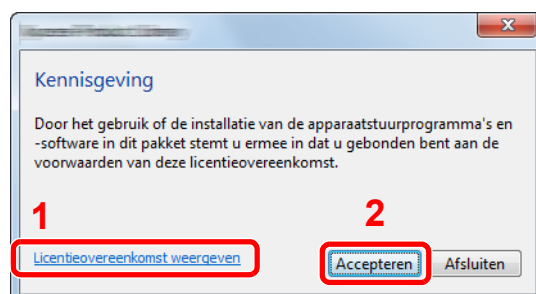 Kennisgeving
Door het gebruik of de installatie van de apparaatstuurprogramma's en
-software in dit pakket stemt u ermee in dat u gebonden bent aan de
voorwaarden van deze licentieovereenkomst.
1
2
Licentieovereenkomst weergeven
Accepteren
Afsluiten